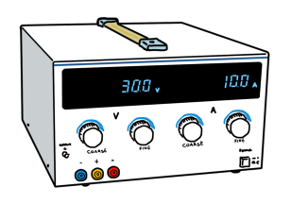 30.0 V 10.0 A
V A
COARSE FINE COARSE FINE
- + -